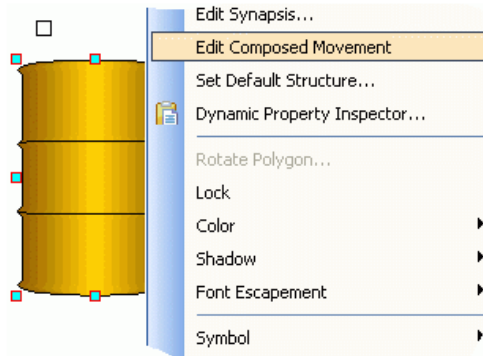 Edit Synapsis...
Edit Composed Movement
Set Default Structure...
Dynamic Property Inspector...
Rotate Polygon...
Lock
Color
Shadow
Font Escapement
Symbol